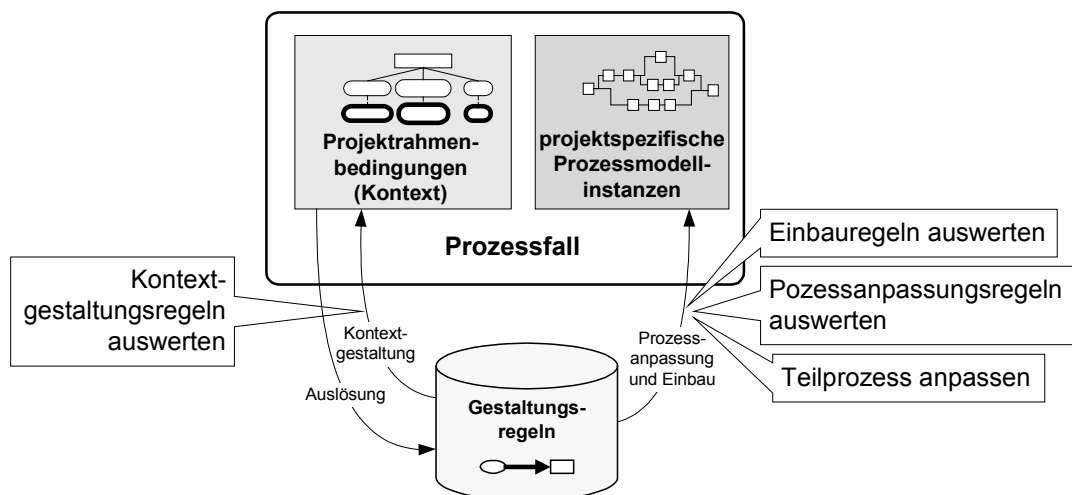 Projektrahmen-
bedingungen
(Kontext)
projektspezifische
Prozessmodell-
instanzen
Prozessfall
Kontext-
gestaltungsregeln
auswerten
Einbauregeln auswerten
Pozessanpassungsregeln
auswerten
Teilprozess anpassen
Kontext-
gestaltung
Auslösung
Prozess-
anpassung
und Einbau
Gestaltungs-
regeln